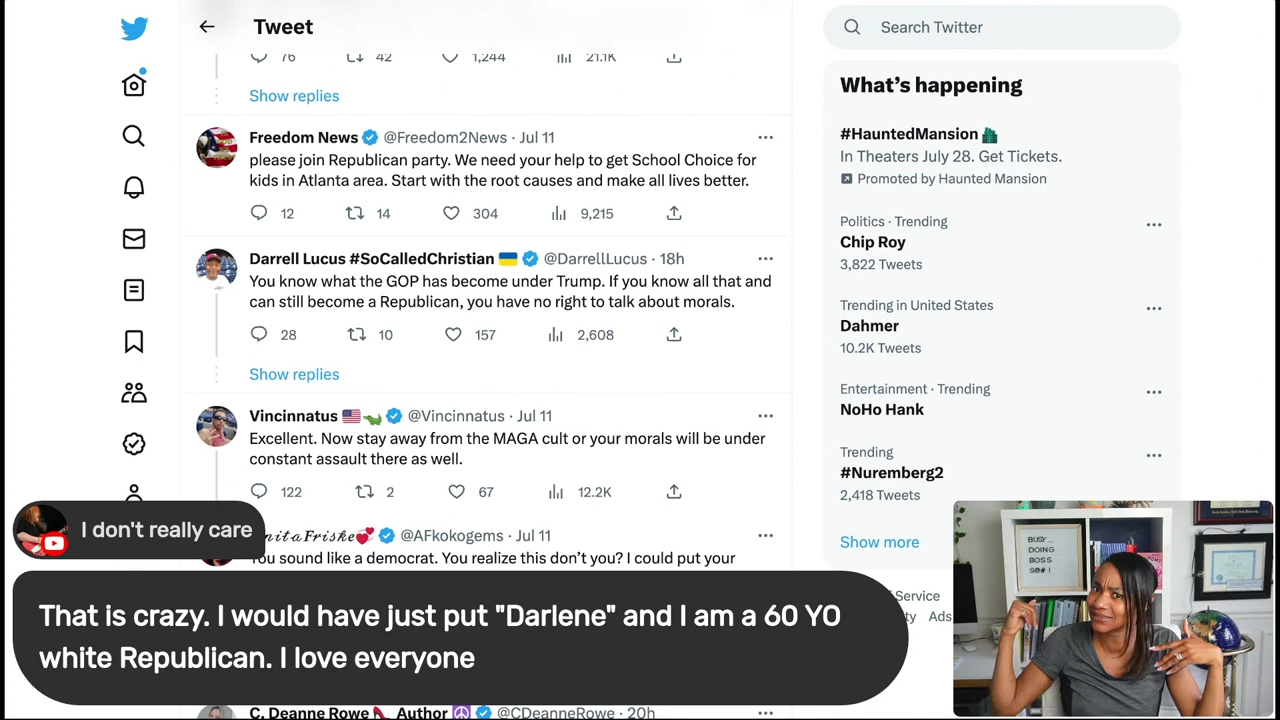 Tweet
Search Twitter
76 42 1,244 21.1K
Show replies
Freedom News @Freedom2News · Jul 11
please join Republican party. We need your help to get School Choice for
kids in Atlanta area. Start with the root causes and make all lives better.
12 14 304 9,215
Darrell Lucus #SoCalledChristian @DarrellLucus · 18h
You know what the GOP has become under Trump. If you know all that and
can still become a Republican, you have no right to talk about morals.
28 10 157 2,608
Show replies
Vincinnatus @Vincinnatus · Jul 11
Excellent. Now stay away from the MAGA cult or your morals will be under
constant assault there as well.
122 2 67 12.2K
@AFkokogems · Jul 11
You sound like a democrat. You realize this don't you? I could put your
C. Deanne Rowe Author @CDeanneRowe · 20h
What's happening
#HauntedMansion
In Theaters July 28. Get Tickets.
Promoted by Haunted Mansion
Politics · Trending
Chip Roy
3,822 Tweets
Trending in United States
Dahmer
10.2K Tweets
Entertainment · Trending
NoHo Hank
Trending
#Nuremberg2
2,418 Tweets
Show more
Service
Ads
I don't really care
That is crazy. I would have just put "Darlene" and I am a 60 YO
white Republican. I love everyone
BUSY ..
DOING
BOSS
S@# !